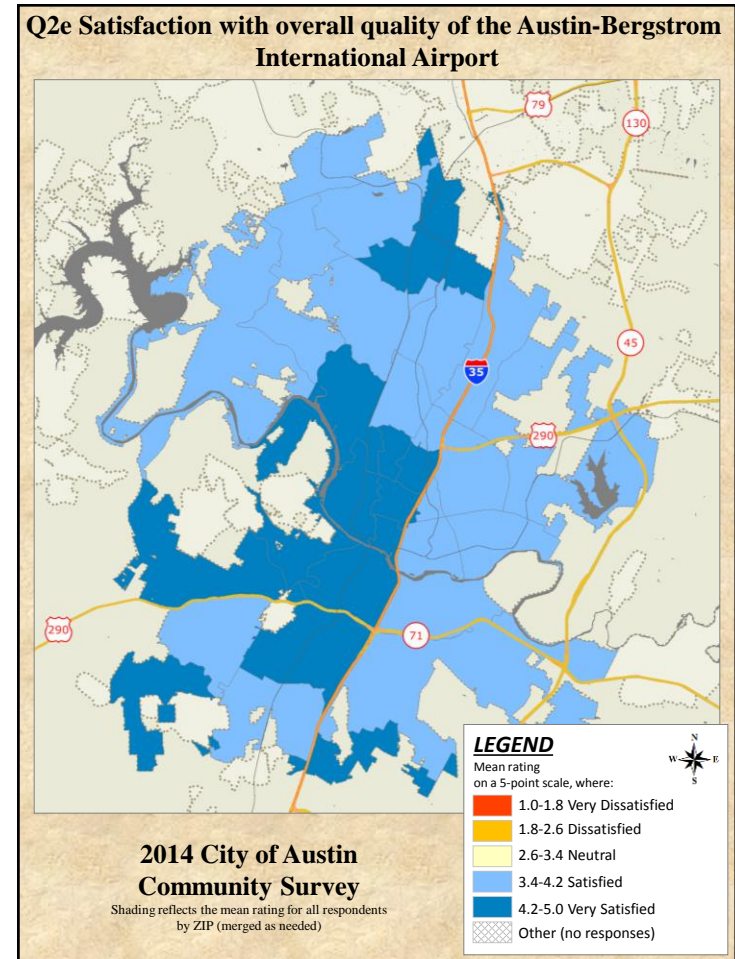 Q2e Satisfaction with overall quality of the Austin-Bergstrom
International Airport
79
130
45
35
290
290
71
LEGEND
Mean rating
on a 5-point scale, where:
N
W E
S
1.0-1.8 Very Dissatisfied
1.8-2.6 Dissatisfied
2.6-3.4 Neutral
3.4-4.2 Satisfied
4.2-5.0 Very Satisfied
Other (no responses)
2014 City of Austin
Community Survey
Shading reflects the mean rating for all respondents
by ZIP (merged as needed)